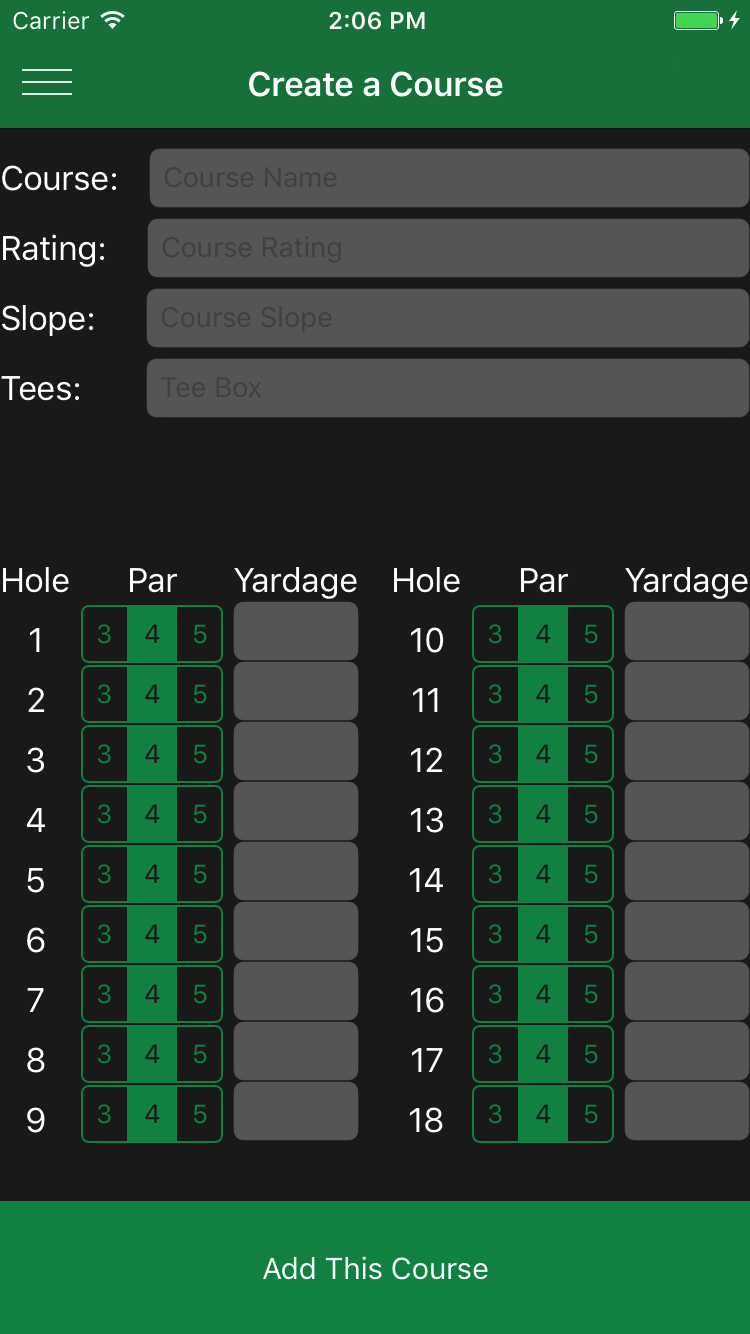 Carrier 2:06 PM
Create a Course
Course: Course Name
Rating: Course Rating
Slope: Course Slope
Tees: Tee Box
Hole Par Yardage Hole Par Yardage
1 3 4 5 10 3 4 5
2 3 4 5 11 3 4 5
3 3 4 5 12 3 4 5
4 3 4 5 13 3 4 5
5 3 4 5 14 3 4 5
6 3 4 5 15 3 4 5
7 3 4 5 16 3 4 5
8 3 4 5 17 3 4 5
9 3 4 5 18 3 4 5
Add This Course